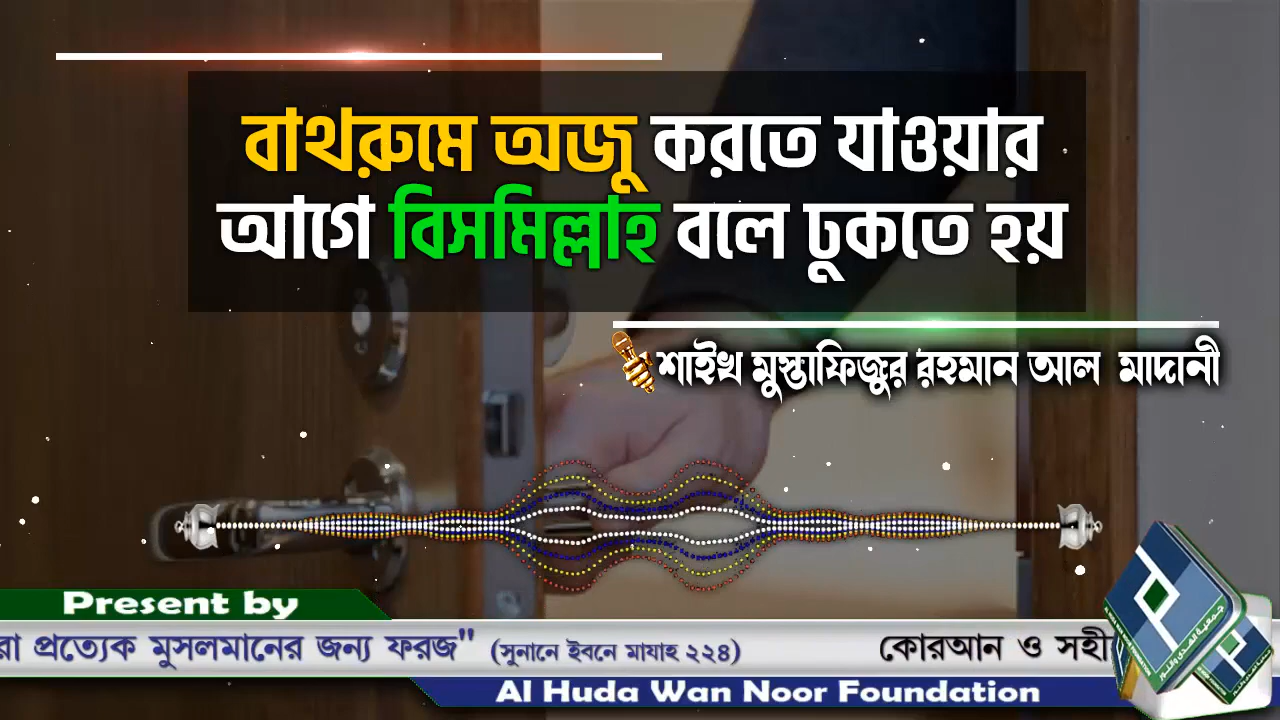 বাথরুমে অজু করতে যাওয়ার
আগে বিসমিল্লাহ বলে ঢুকতে হয়
শাইখ মুস্তাফিজুর রহমান আল মাদানী
Present by
রা প্রত্যেক মুসলমানের জন্য ফরজ" (সুনানে ইবনে মাযাহ ২২৪) কোরআন ও সহী
Al Huda Wan Noor Foundation